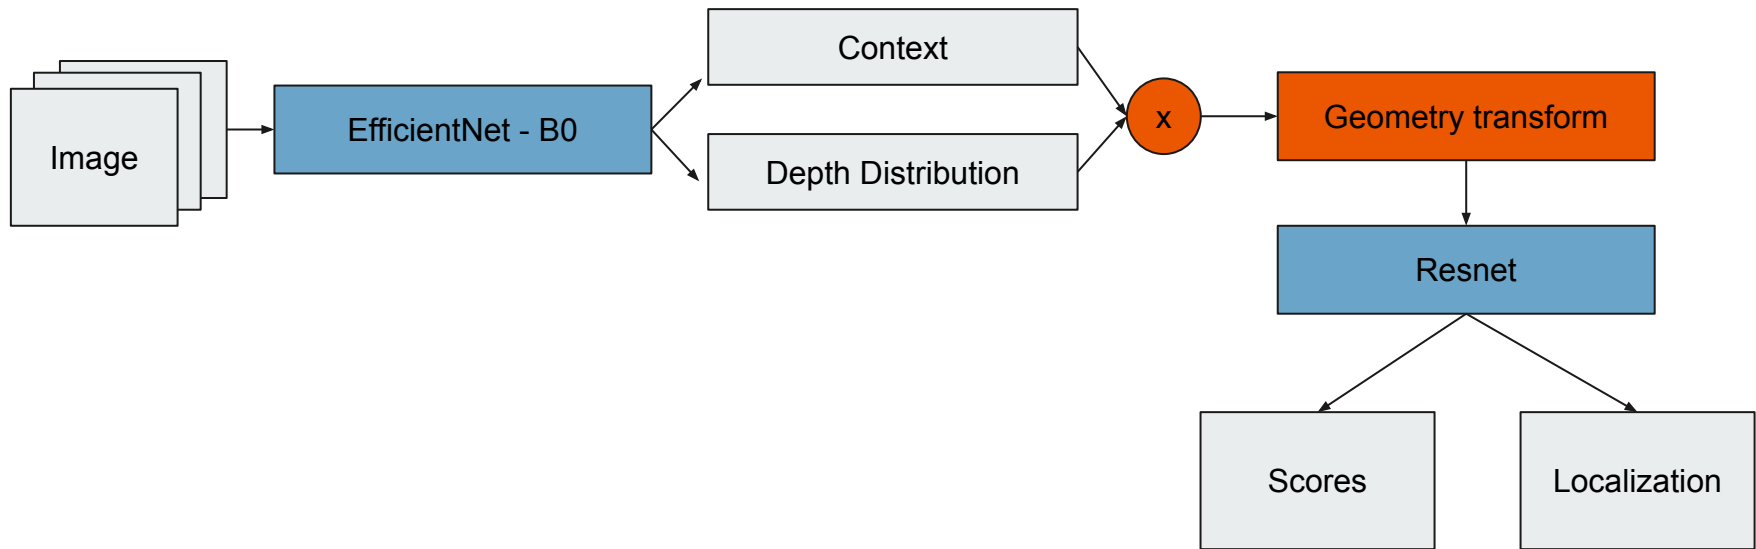 Image
EfficientNet - B0
Context
Depth Distribution
x
Geometry transform
Resnet
Scores
Localization